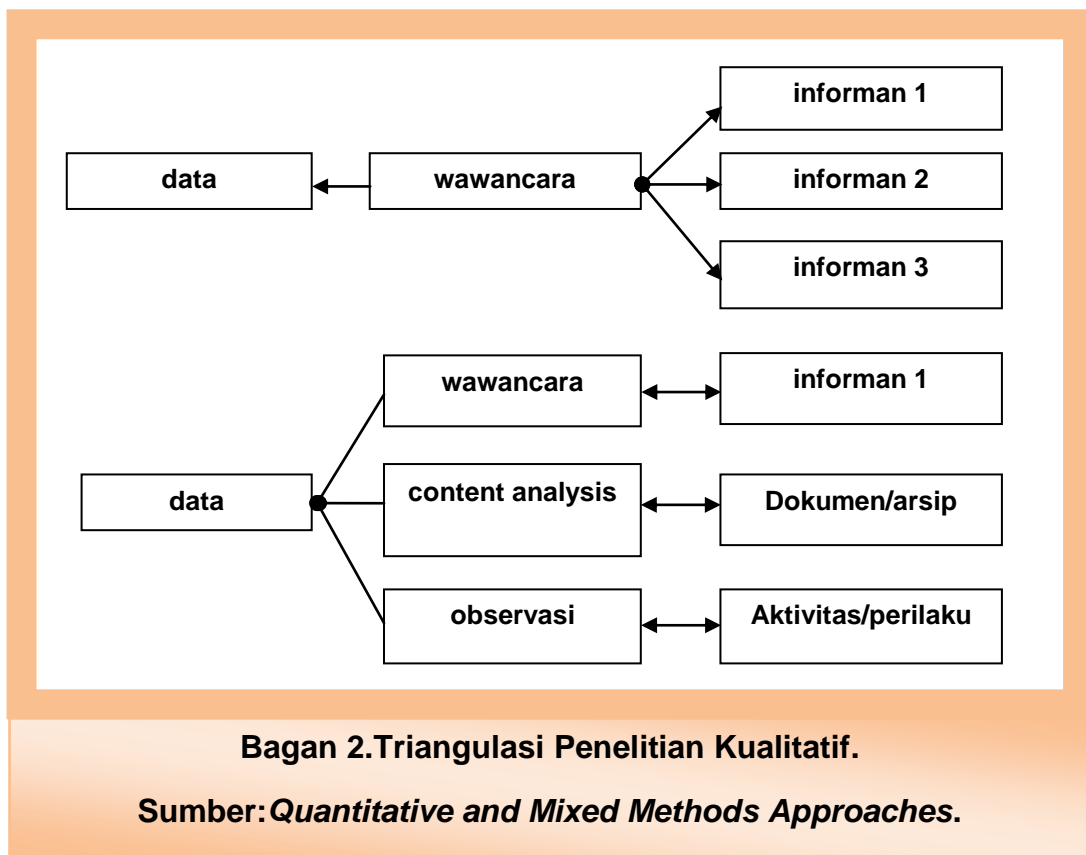 informan 1
data
wawancara
informan 2
informan 3
wawancara
informan 1
data
content analysis
Dokumen/arsip
observasi
Aktivitas/perilaku
Bagan 2.Triangulasi Penelitian Kualitatif.
Sumber:Quantitative and Mixed Methods Approaches.